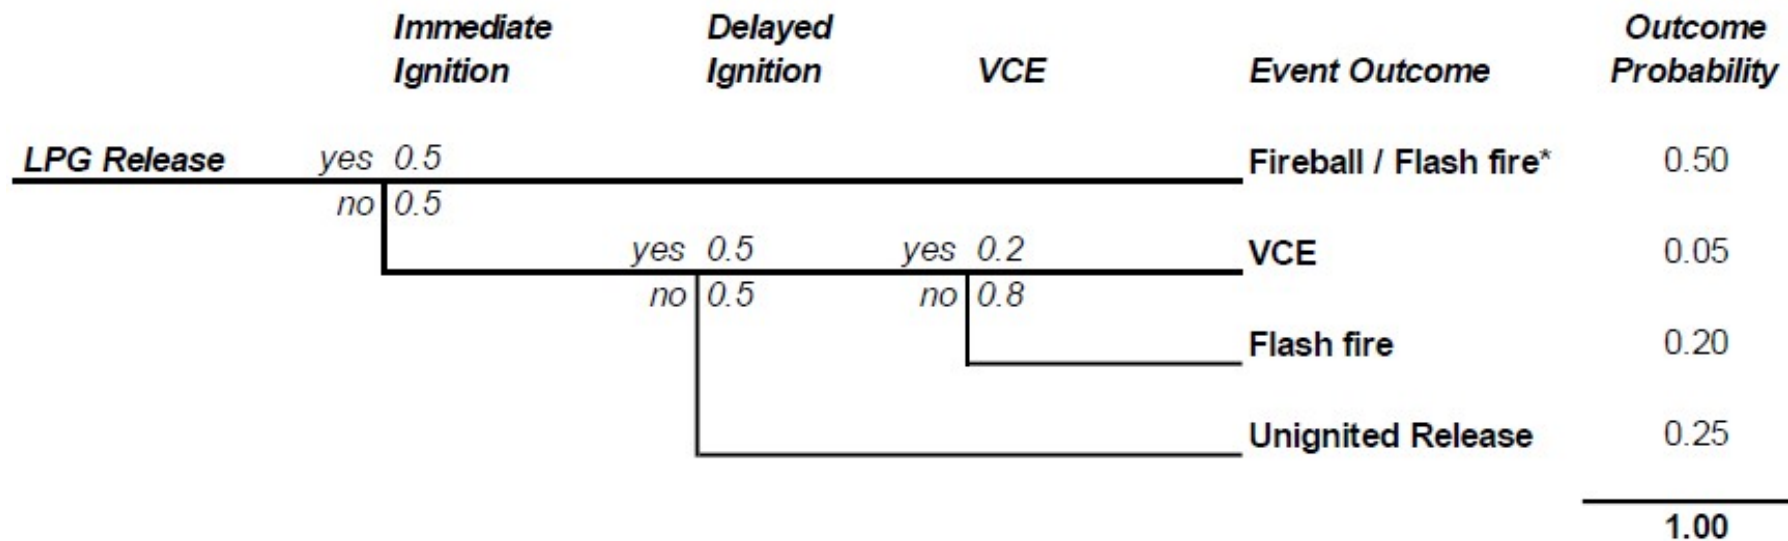 Immediate Delayed Outcome
Ignition Ignition VCE Event Outcome Probability
LPG Release yes 0.5 Fireball / Flash fire* 0.50
no 0.5
yes 0.5 yes 0.2 VCE 0.05
no 0.5 no 0.8
Flash fire 0.20
Unignited Release 0.25
1.00